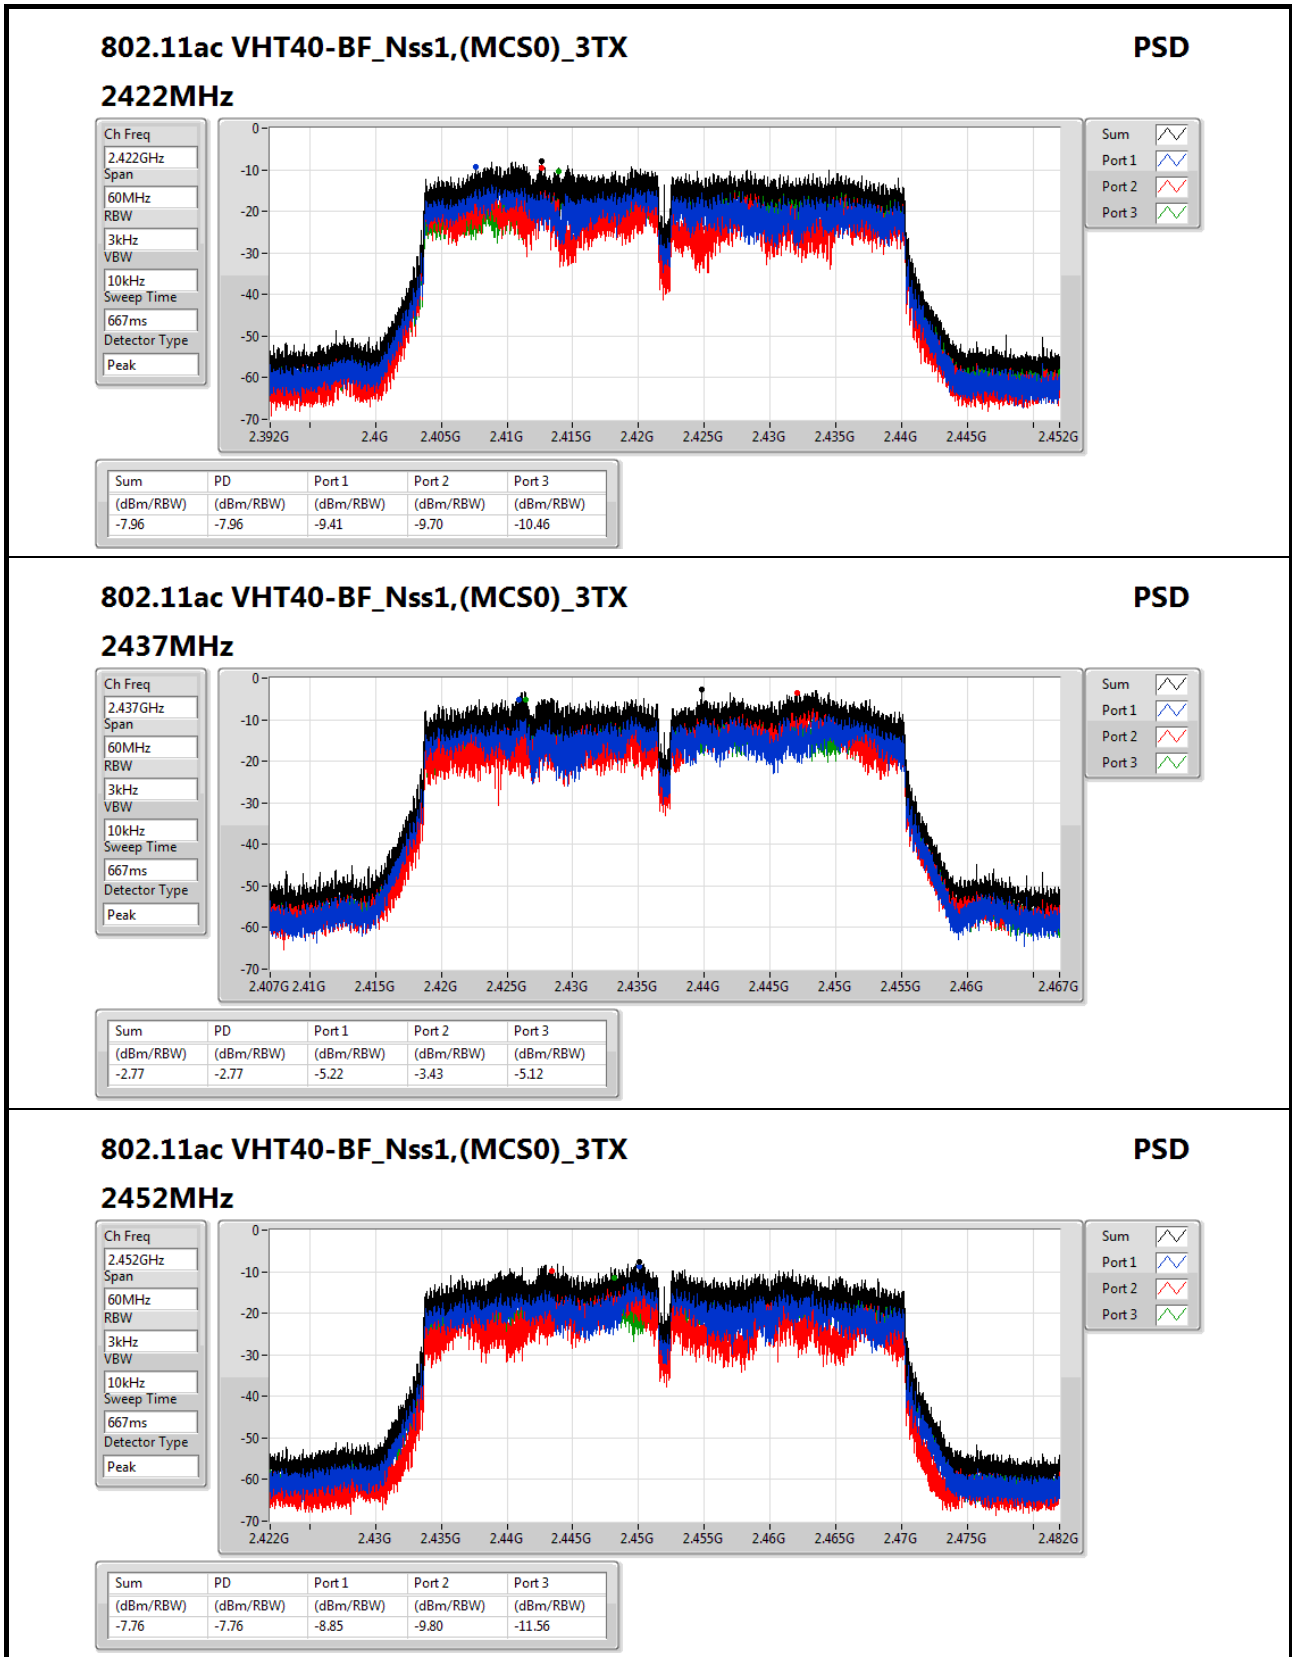 802.11ac VHT40-BF_Nss1,(MCS0)_3TX PSD
2422MHz
Ch Freq
2.422GHz
Span
60MHz
RBW
3kHz
VBW
10kHz
Sweep Time
667ms
Detector Type
Peak
0
-10
-20
-30
-40
-50
-60
-70
2.392G 2.4G 2.405G 2.41G 2.415G 2.42G 2.425G 2.43G 2.435G 2.44G 2.445G 2.452G
Sum
Port 1
Port 2
Port 3
Sum PD Port 1 Port 2 Port 3
(dBm/RBW) (dBm/RBW) (dBm/RBW) (dBm/RBW) (dBm/RBW)
-7.96 -7.96 -9.41 -9.70 -10.46
802.11ac VHT40-BF_Nss1,(MCS0)_3TX PSD
2437MHz
Ch Freq
2.437GHz
Span
60MHz
RBW
3kHz
VBW
10kHz
Sweep Time
667ms
Detector Type
Peak
0
-10
-20
-30
-40
-50
-60
-70
2.407G 2.41G 2.415G 2.42G 2.425G 2.43G 2.435G 2.44G 2.445G 2.45G 2.455G 2.46G 2.467G
Sum
Port 1
Port 2
Port 3
Sum PD Port 1 Port 2 Port 3
(dBm/RBW) (dBm/RBW) (dBm/RBW) (dBm/RBW) (dBm/RBW)
-2.77 -2.77 -5.22 -3.43 -5.12
802.11ac VHT40-BF_Nss1,(MCS0)_3TX PSD
2452MHz
Ch Freq
2.452GHz
Span
60MHz
RBW
3kHz
VBW
10kHz
Sweep Time
667ms
Detector Type
Peak
0
-10
-20
-30
-40
-50
-60
-70
2.422G 2.43G 2.435G 2.44G 2.445G 2.45G 2.455G 2.46G 2.465G 2.47G 2.475G 2.482G
Sum
Port 1
Port 2
Port 3
Sum PD Port 1 Port 2 Port 3
(dBm/RBW) (dBm/RBW) (dBm/RBW) (dBm/RBW) (dBm/RBW)
-7.76 -7.76 -8.85 -9.80 -11.56